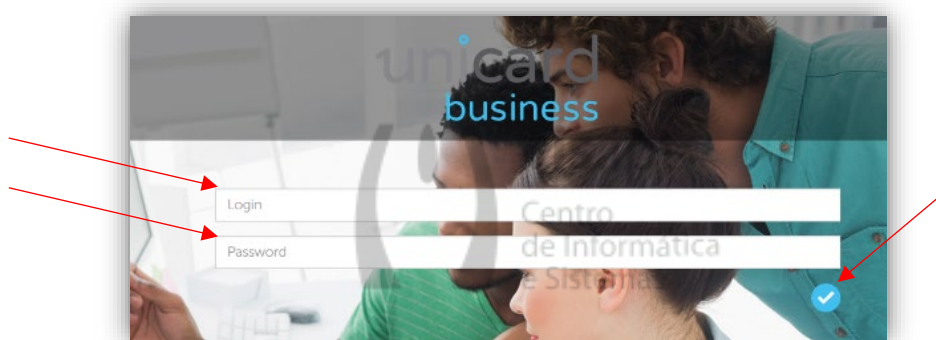 unicard
business
Login
Password
Centro
de Informática
e Sistemas